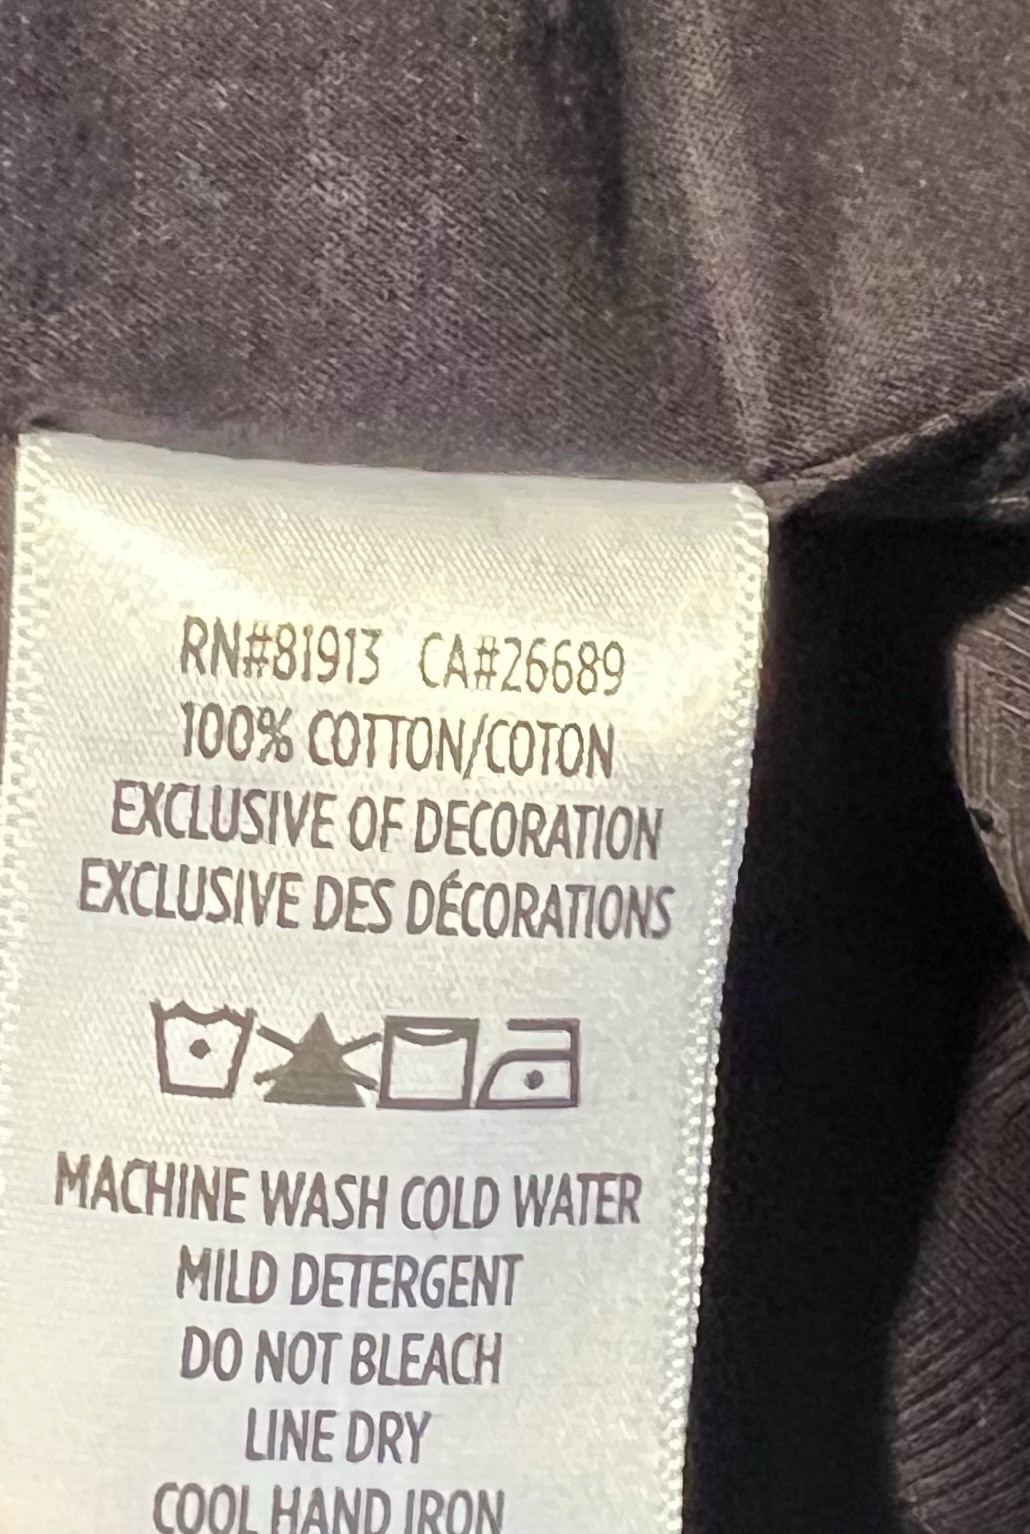 RN#81913 CA#26689
100% COTTON/COTON
EXCLUSIVE OF DECORATION
EXCLUSIVE DES DÉCORATIONS
MACHINE WASH COLD WATER
MILD DETERGENT
DO NOT BLEACH
LINE DRY
COOL HAND IRON